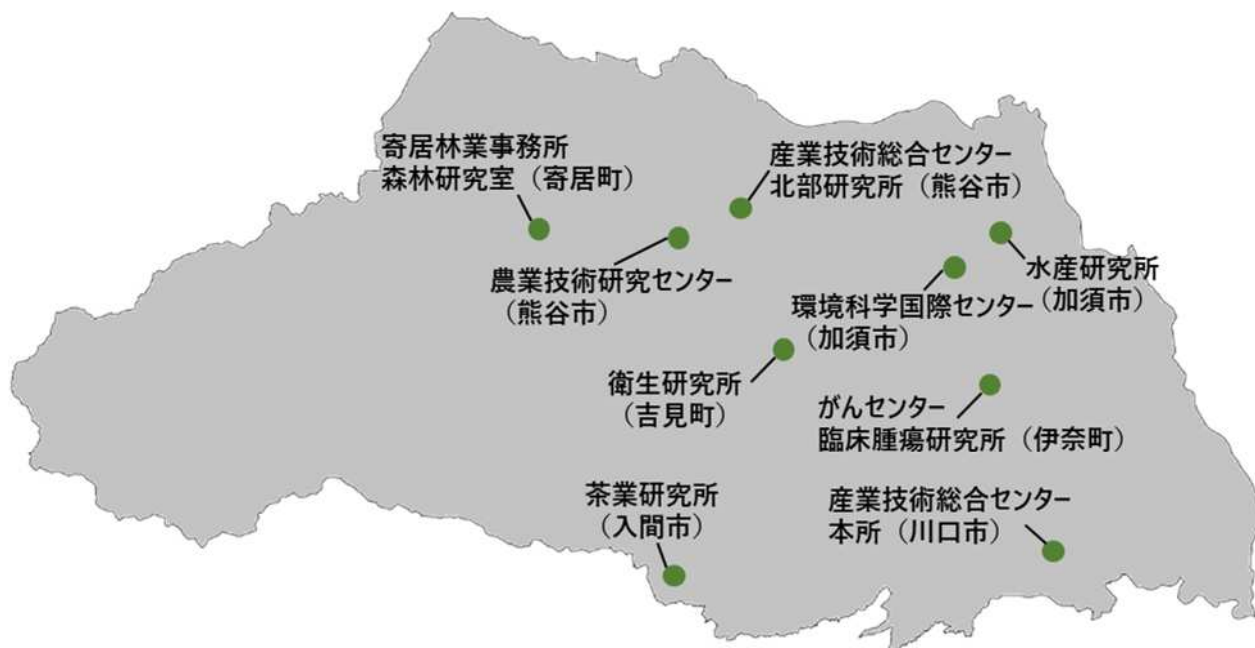 寄居林業事務所
森林研究室（寄居町）
産業技術総合センター
北部研究所（熊谷市）
農業技術研究センター
（熊谷市）
水産研究所
（加須市）
環境科学国際センター
（加須市）
衛生研究所
（吉見町）
がんセンター
臨床腫瘍研究所（伊奈町）
茶業研究所
（入間市）
産業技術総合センター
本所（川口市）